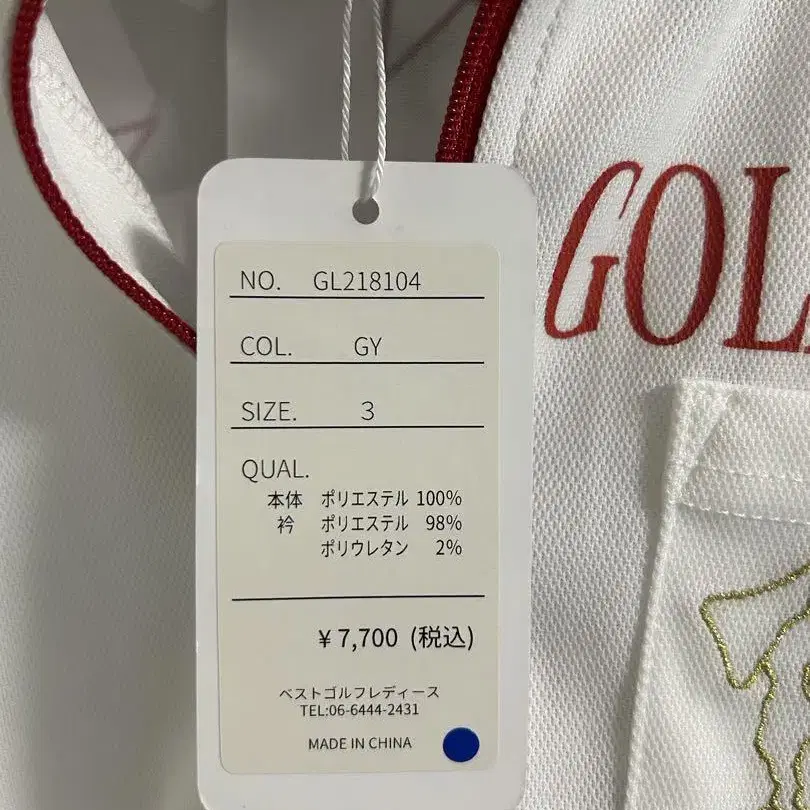 NO. GL218104
COL. GY
SIZE. 3
QUAL.
本体 ポリエステル 100%
衿 ポリエステル 98%
ポリウレタン 2%
¥7,700 (税込)
ベストゴルフレディース
TEL:06-6444-2431
MADE IN CHINA
GOL